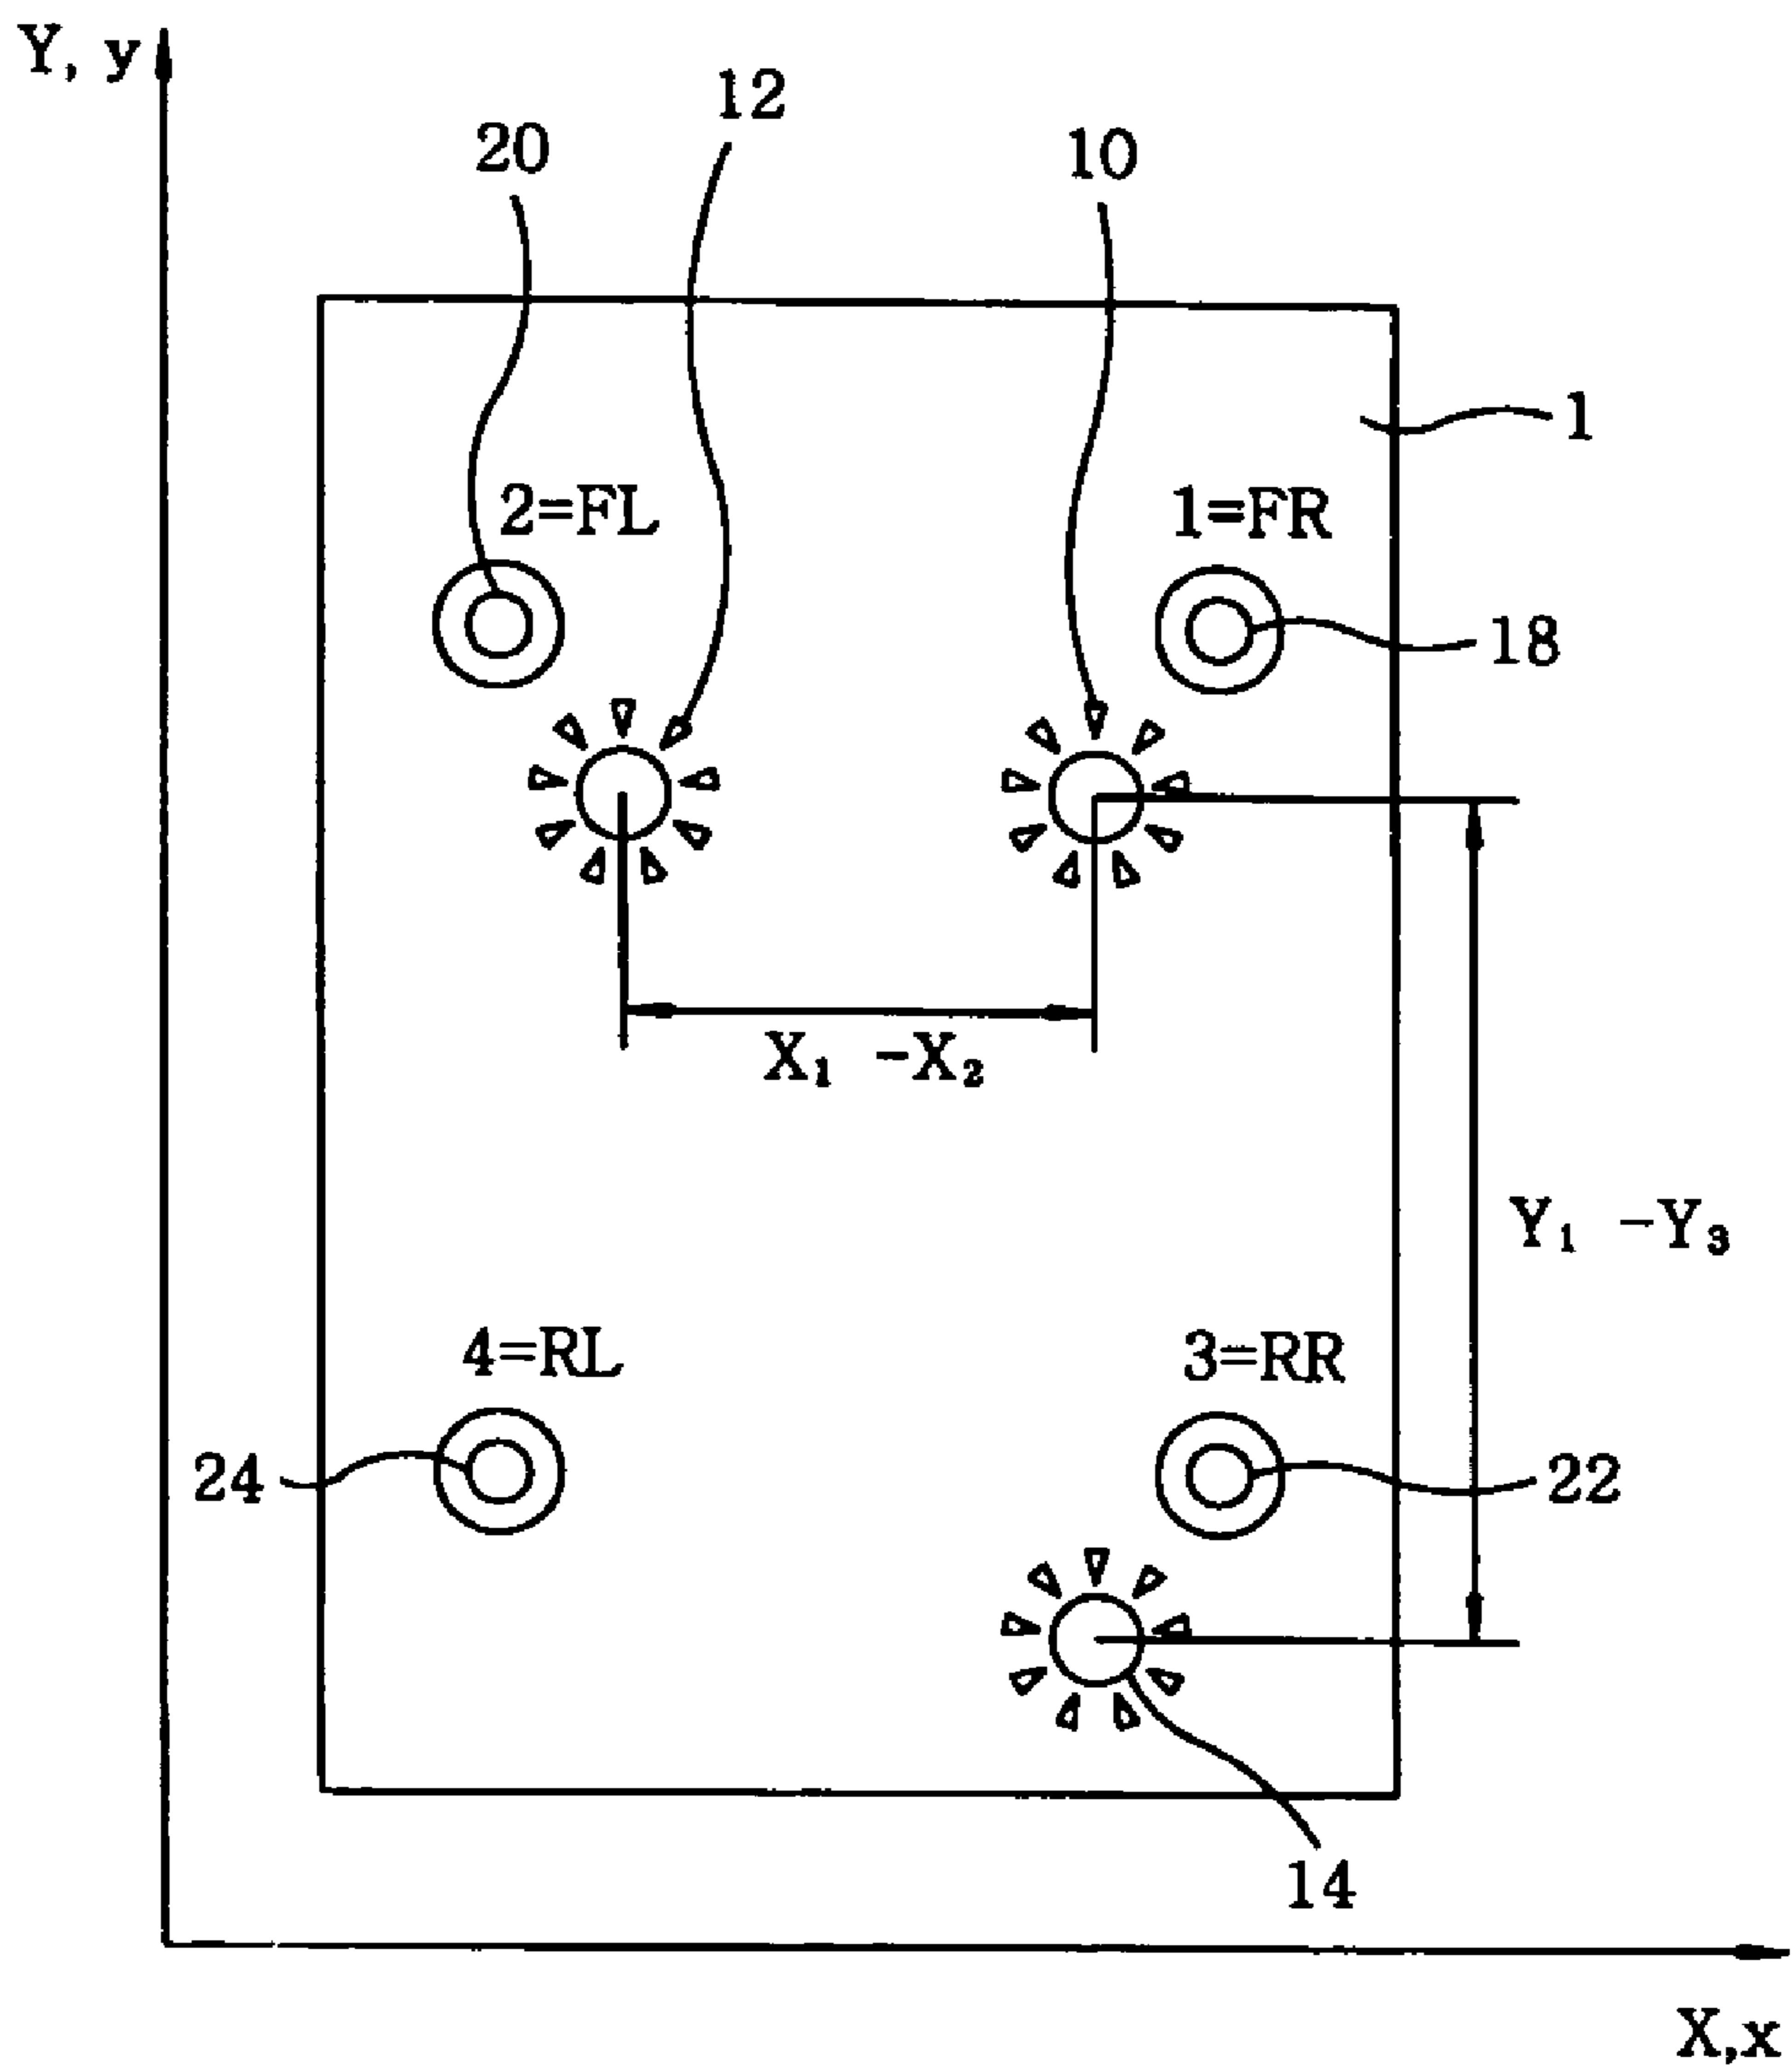 Y, y
12
20
10
1
2=FL
1=FR
18
X₁ -X₂
Y₁ -Y₃
4=RL
3=RR
24
22
14
X,x